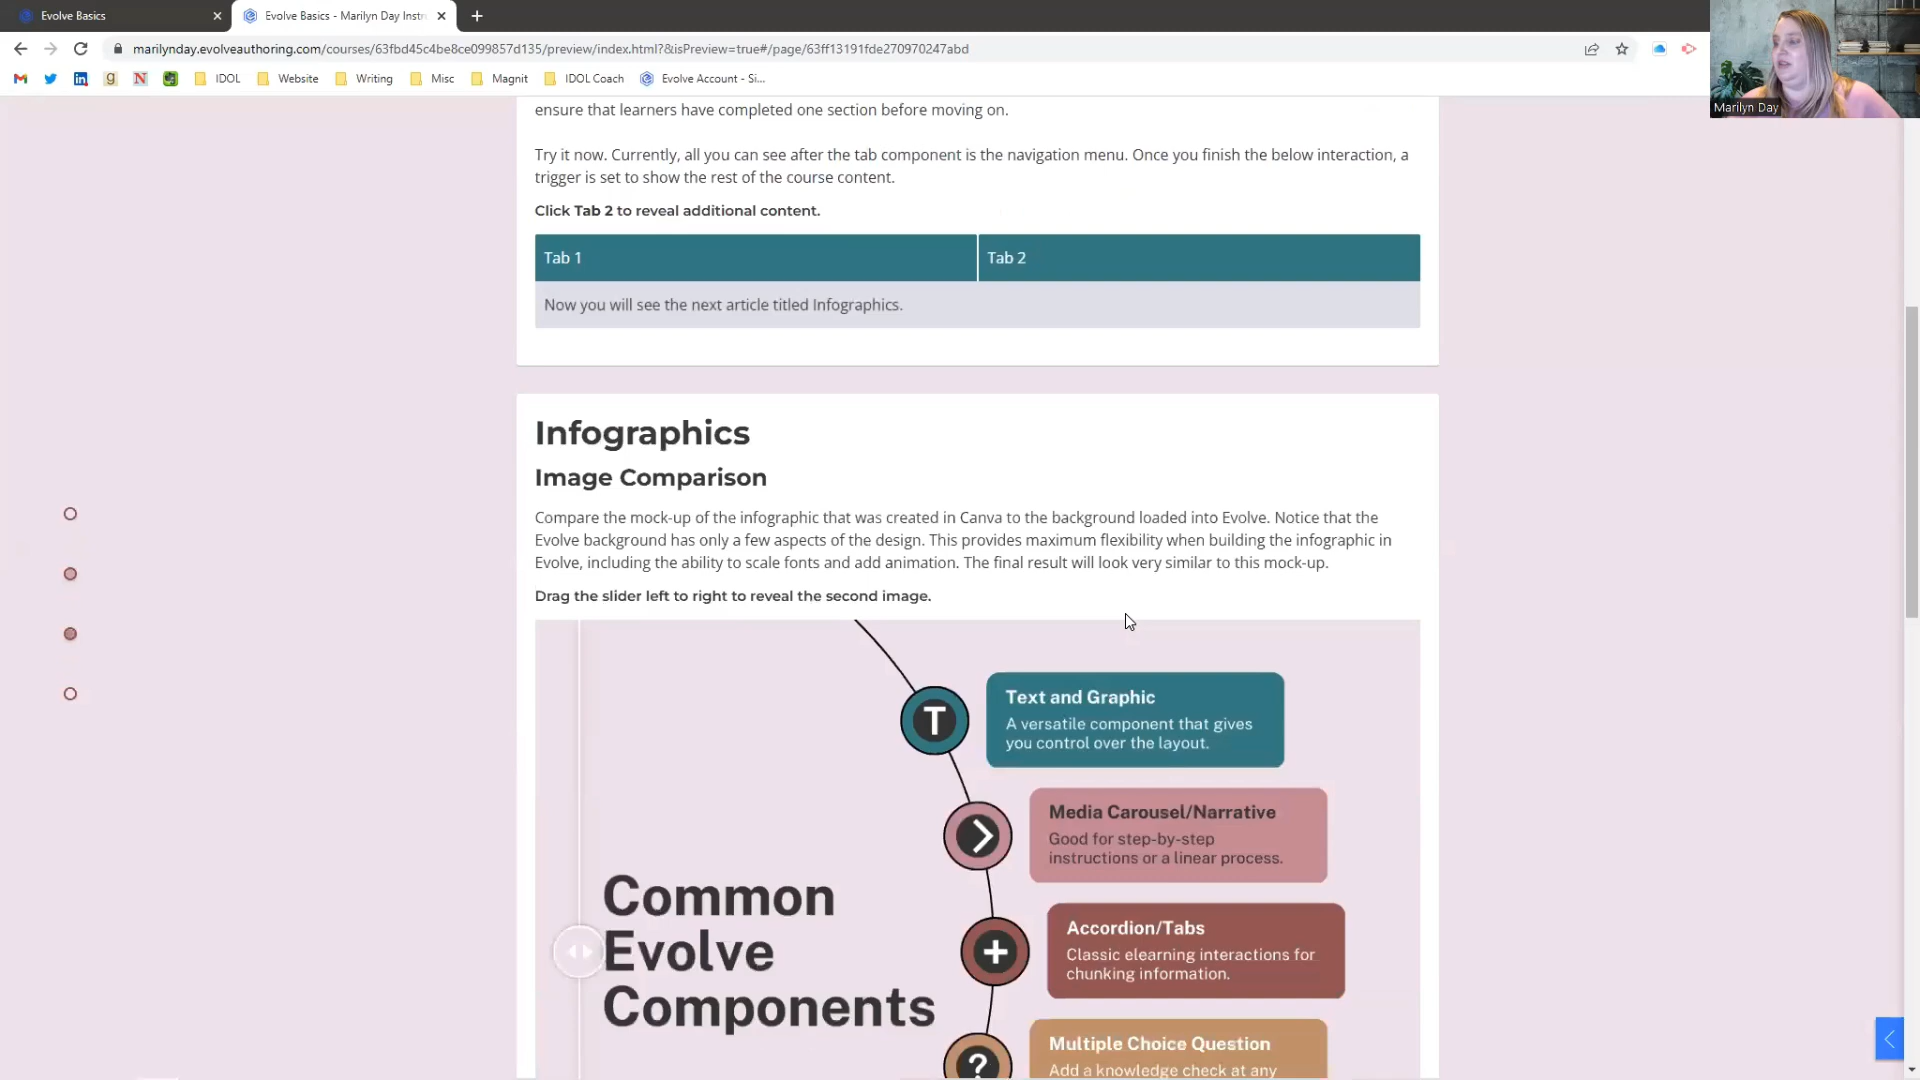 Evolve Basics
Evolve Basics - Marilyn Day Instr
marilynday.evolveauthoring.com/courses/63fbd45c4be8ce099857d135/preview/index.html?&isPreview=true#/page/63ff13191fde270970247abd
IDOL
Website
Writing
Misc
Magnit
IDOL Coach
Evolve Account - Si...
Marilyn Day
ensure that learners have completed one section before moving on.
Try it now. Currently, all you can see after the tab component is the navigation menu. Once you finish the below interaction, a
trigger is set to show the rest of the course content.
Click Tab 2 to reveal additional content.
Tab 1
Tab 2
Now you will see the next article titled Infographics.
Infographics
Image Comparison
Compare the mock-up of the infographic that was created in Canva to the background loaded into Evolve. Notice that the
Evolve background has only a few aspects of the design. This provides maximum flexibility when building the infographic in
Evolve, including the ability to scale fonts and add animation. The final result will look very similar to this mock-up.
Drag the slider left to right to reveal the second image.
T
Text and Graphic
A versatile component that gives
you control over the layout.
Media Carousel/Narrative
Good for step-by-step
instructions or a linear process.
Common
Evolve
Components
Accordion/Tabs
Classic elearning interactions for
chunking information.
?
Multiple Choice Question
Add a knowledge check at any